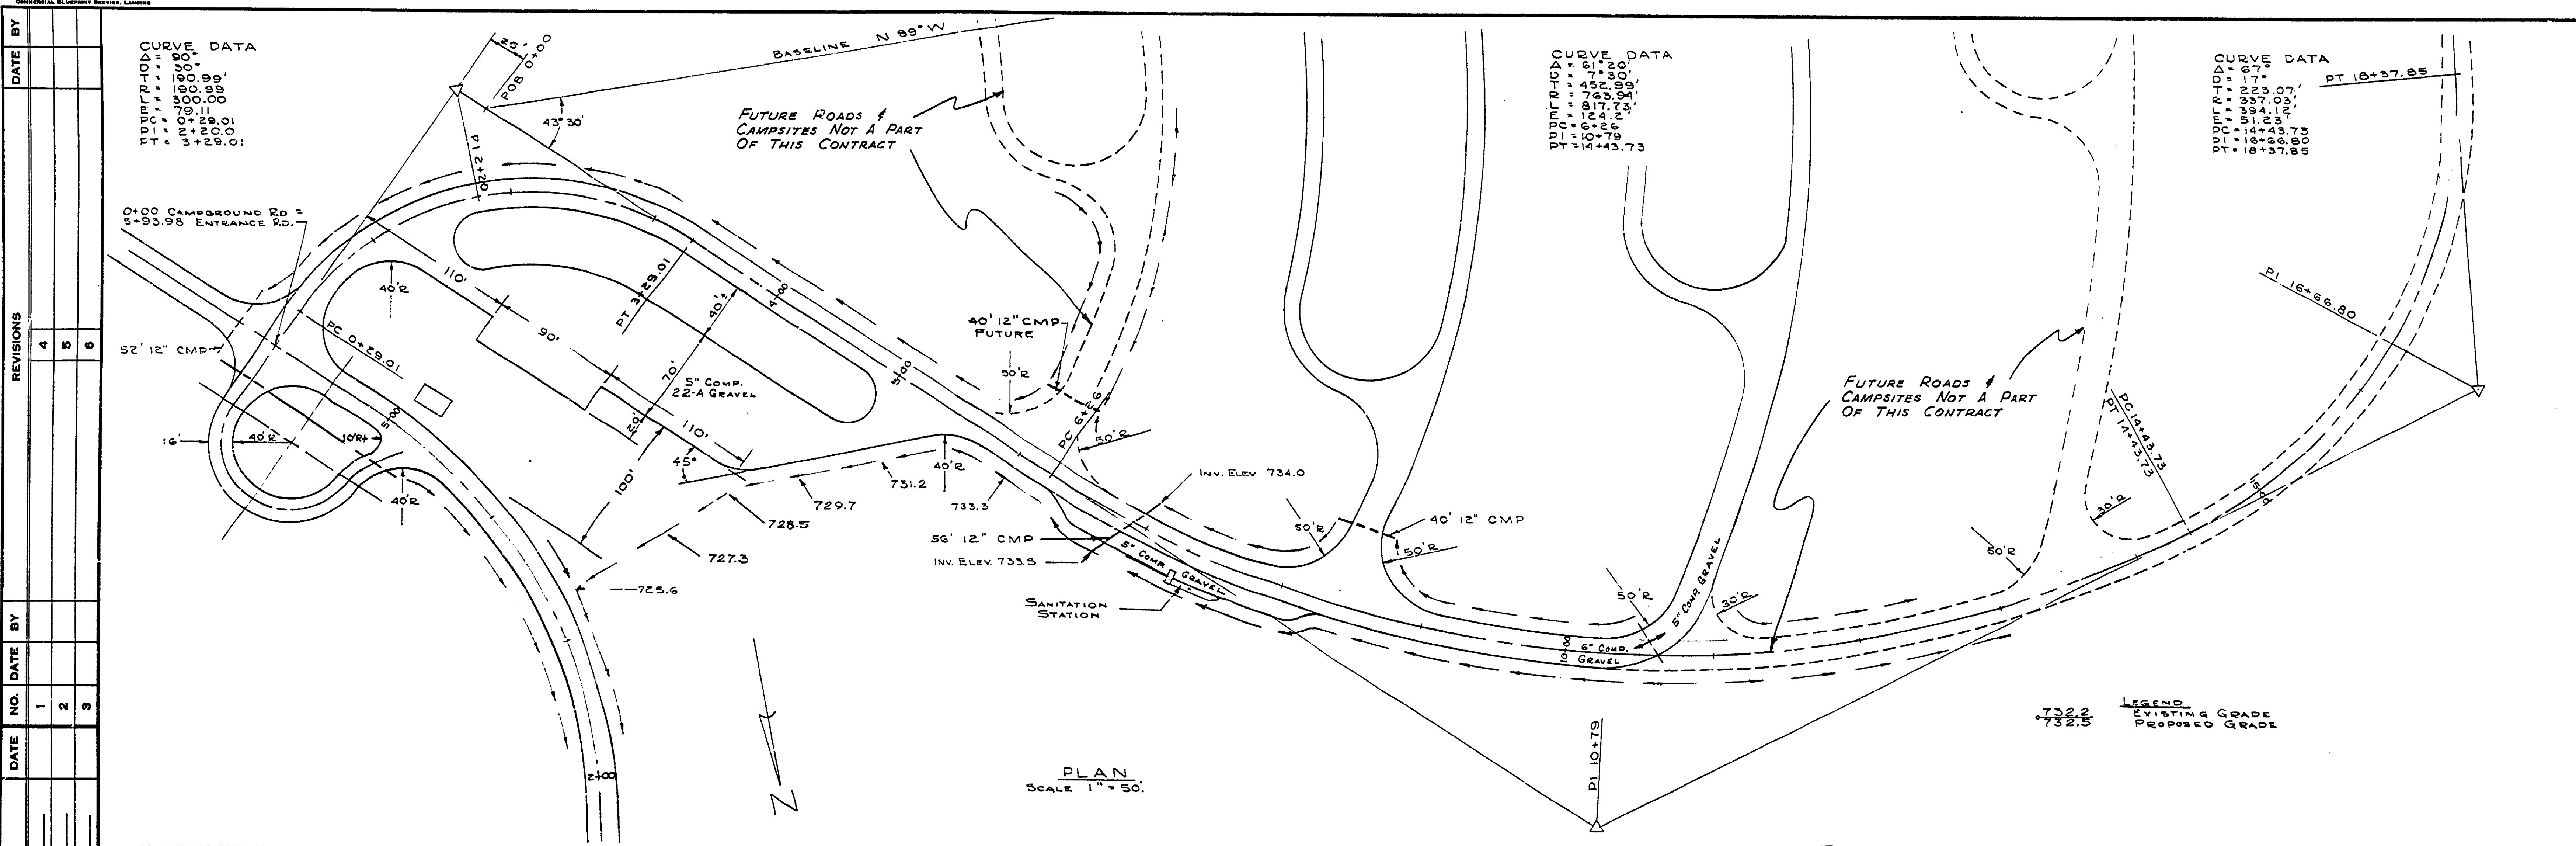 COMMERCIAL BLUEPRINT SERVICE, LANSING
DATE BY
REVISIONS
4
5
6
NO. DATE BY
1
2
3
DATE
CURVE DATA
Δ = 90°
D = 30°
T = 190.99'
R = 190.99
L = 300.00
E = 79.11
PC = 0+29.01
PI = 2+20.0
PT = 3+29.01
25'
POB 0+00
BASELINE N 89° W
43° 30'
PI 2+20
0+00 CAMPGROUND RD =
5+93.98 ENTRANCE RD.
52' 12" CMP
PC 0+29.01
40'R
110'
90'
PT 3+29.01
40'±
70'
20'
110'
4+00
5+00
5" COMP.
22-A GRAVEL
5+00
16'
40'R
10'R±
40'R
100'
45°
40'R
2+00
725.6
727.3
728.5
729.7
731.2
733.3
FUTURE ROADS &
CAMPSITES NOT A PART
OF THIS CONTRACT
40' 12" CMP
FUTURE
50'R
PC 6+26
50'R
INV. ELEV 734.0
56' 12" CMP
INV. ELEV. 733.5
5" COMP. GRAVEL
SANITATION
STATION
50'R
40' 12" CMP
50'R
CURVE DATA
Δ = 61° 20'
D = 7° 30'
T = 452.99'
R = 763.94'
L = 817.73'
E = 124.2'
PC = 6+26
PI = 10+79
PT = 14+43.73
50'R
5" COMP. GRAVEL
30'R
10+00
6" COMP.
GRAVEL
PI 10+79
FUTURE ROADS &
CAMPSITES NOT A PART
OF THIS CONTRACT
50'R
30'R
PC 14+43.73
PT 14+43.73
15+00
CURVE DATA
Δ = 67°
D = 17°
T = 223.07'
R = 337.03'
L = 394.12'
E = 51.23'
PC = 14+43.73
PI = 16+66.80
PT = 18+37.85
PT 18+37.85
PI 16+66.80
N
PLAN
SCALE 1" = 50'.
LEGEND
732.2 EXISTING GRADE
732.5 PROPOSED GRADE